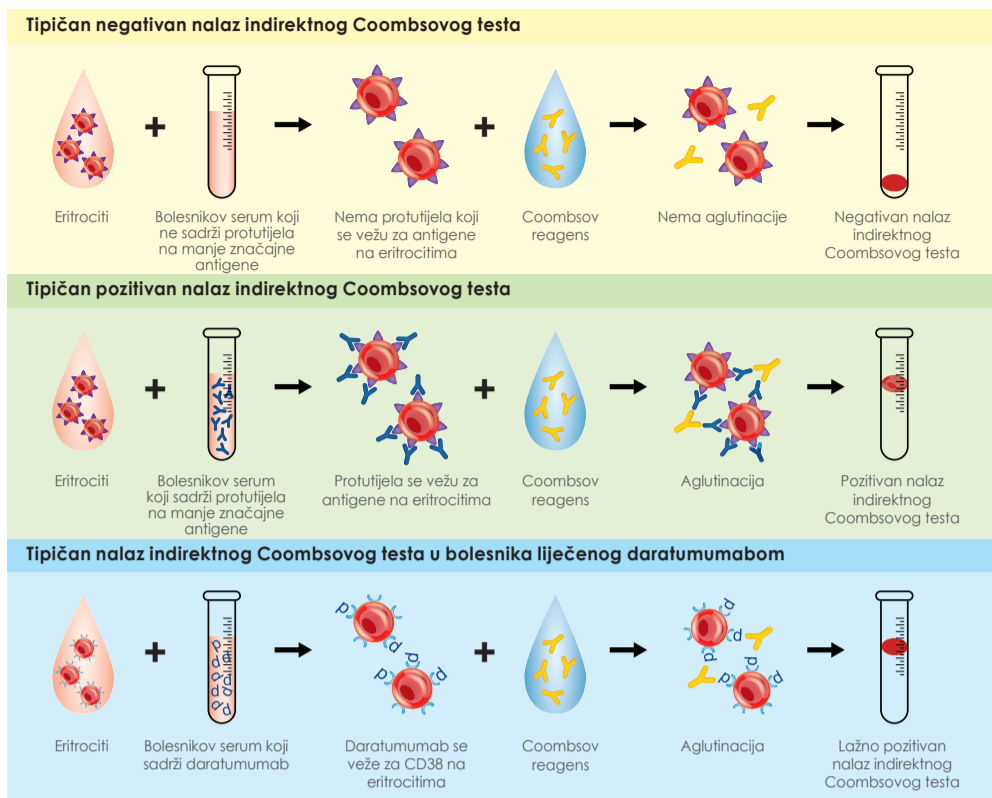 Tipičan negativan nalaz indirektnog Coombsovog testa
Eritrociti
Bolesnikov serum koji
ne sadrži protutijela
na manje značajne
antigene
Nema protutijela koji
se vežu za antigene
na eritrocitima
Coombsov
reagens
Nema aglutinacije
Negativan nalaz
indirektnog
Coombsovog testa
Tipičan pozitivan nalaz indirektnog Coombsovog testa
Eritrociti
Bolesnikov serum
koji sadrži protutijela
na manje značajne
antigene
Protutijela se vežu za
antigene na eritrocitima
Coombsov
reagens
Aglutinacija
Pozitivan nalaz
indirektnog
Coombsovog testa
Tipičan nalaz indirektnog Coombsovog testa u bolesnika liječenog daratumumabom
Eritrociti
Bolesnikov serum koji
sadrži daratumumab
Daratumumab se
veže za CD38 na
eritrocitima
Coombsov
reagens
Aglutinacija
Lažno pozitivan
nalaz indirektnog
Coombsovog testa